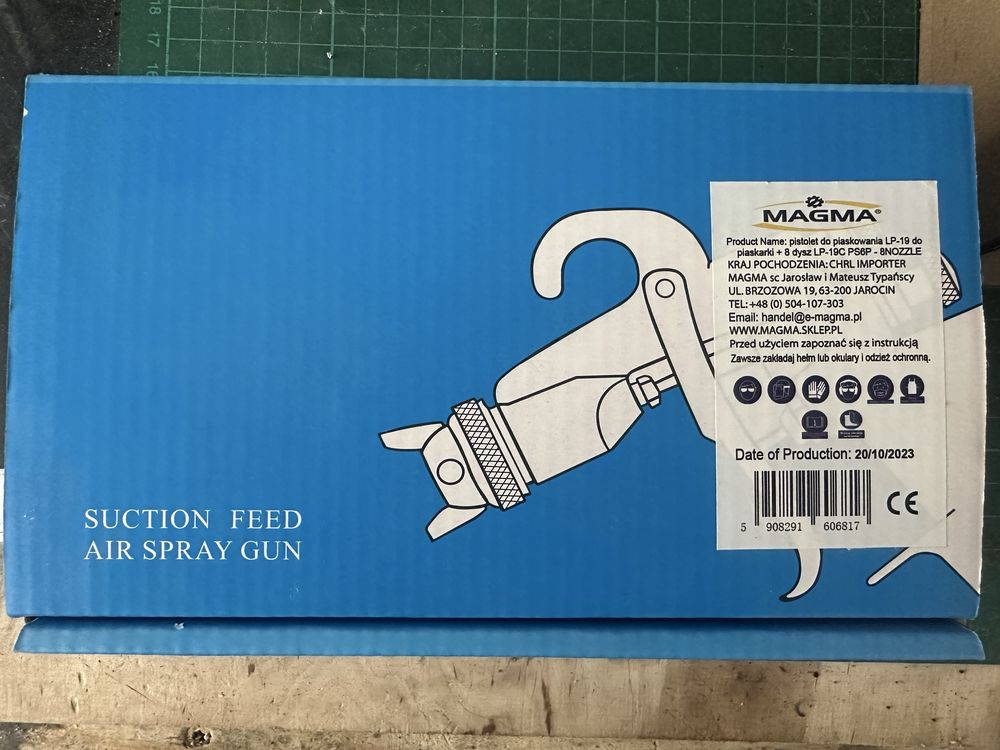 18
17
16
SUCTION FEED
AIR SPRAY GUN
MAGMA®
Product Name: pistolet do piaskowania LP-19 do
piaskarki + 8 dysz LP-19C PS6P - 8NOZZLE
KRAJ POCHODZENIA: CHRL IMPORTER
MAGMA sc Jarosław i Mateusz Typańscy
UL. BRZOZOWA 19, 63-200 JAROCIN
TEL: +48 (0) 504-107-303
Email: handel@e-magma.pl
WWW.MAGMA.SKLEP.PL
Przed użyciem zapoznać się z instrukcją
Zawsze zakładaj hełm lub okulary i odzież ochronną.
Date of Production: 20/10/2023
CE
5 908291 606817